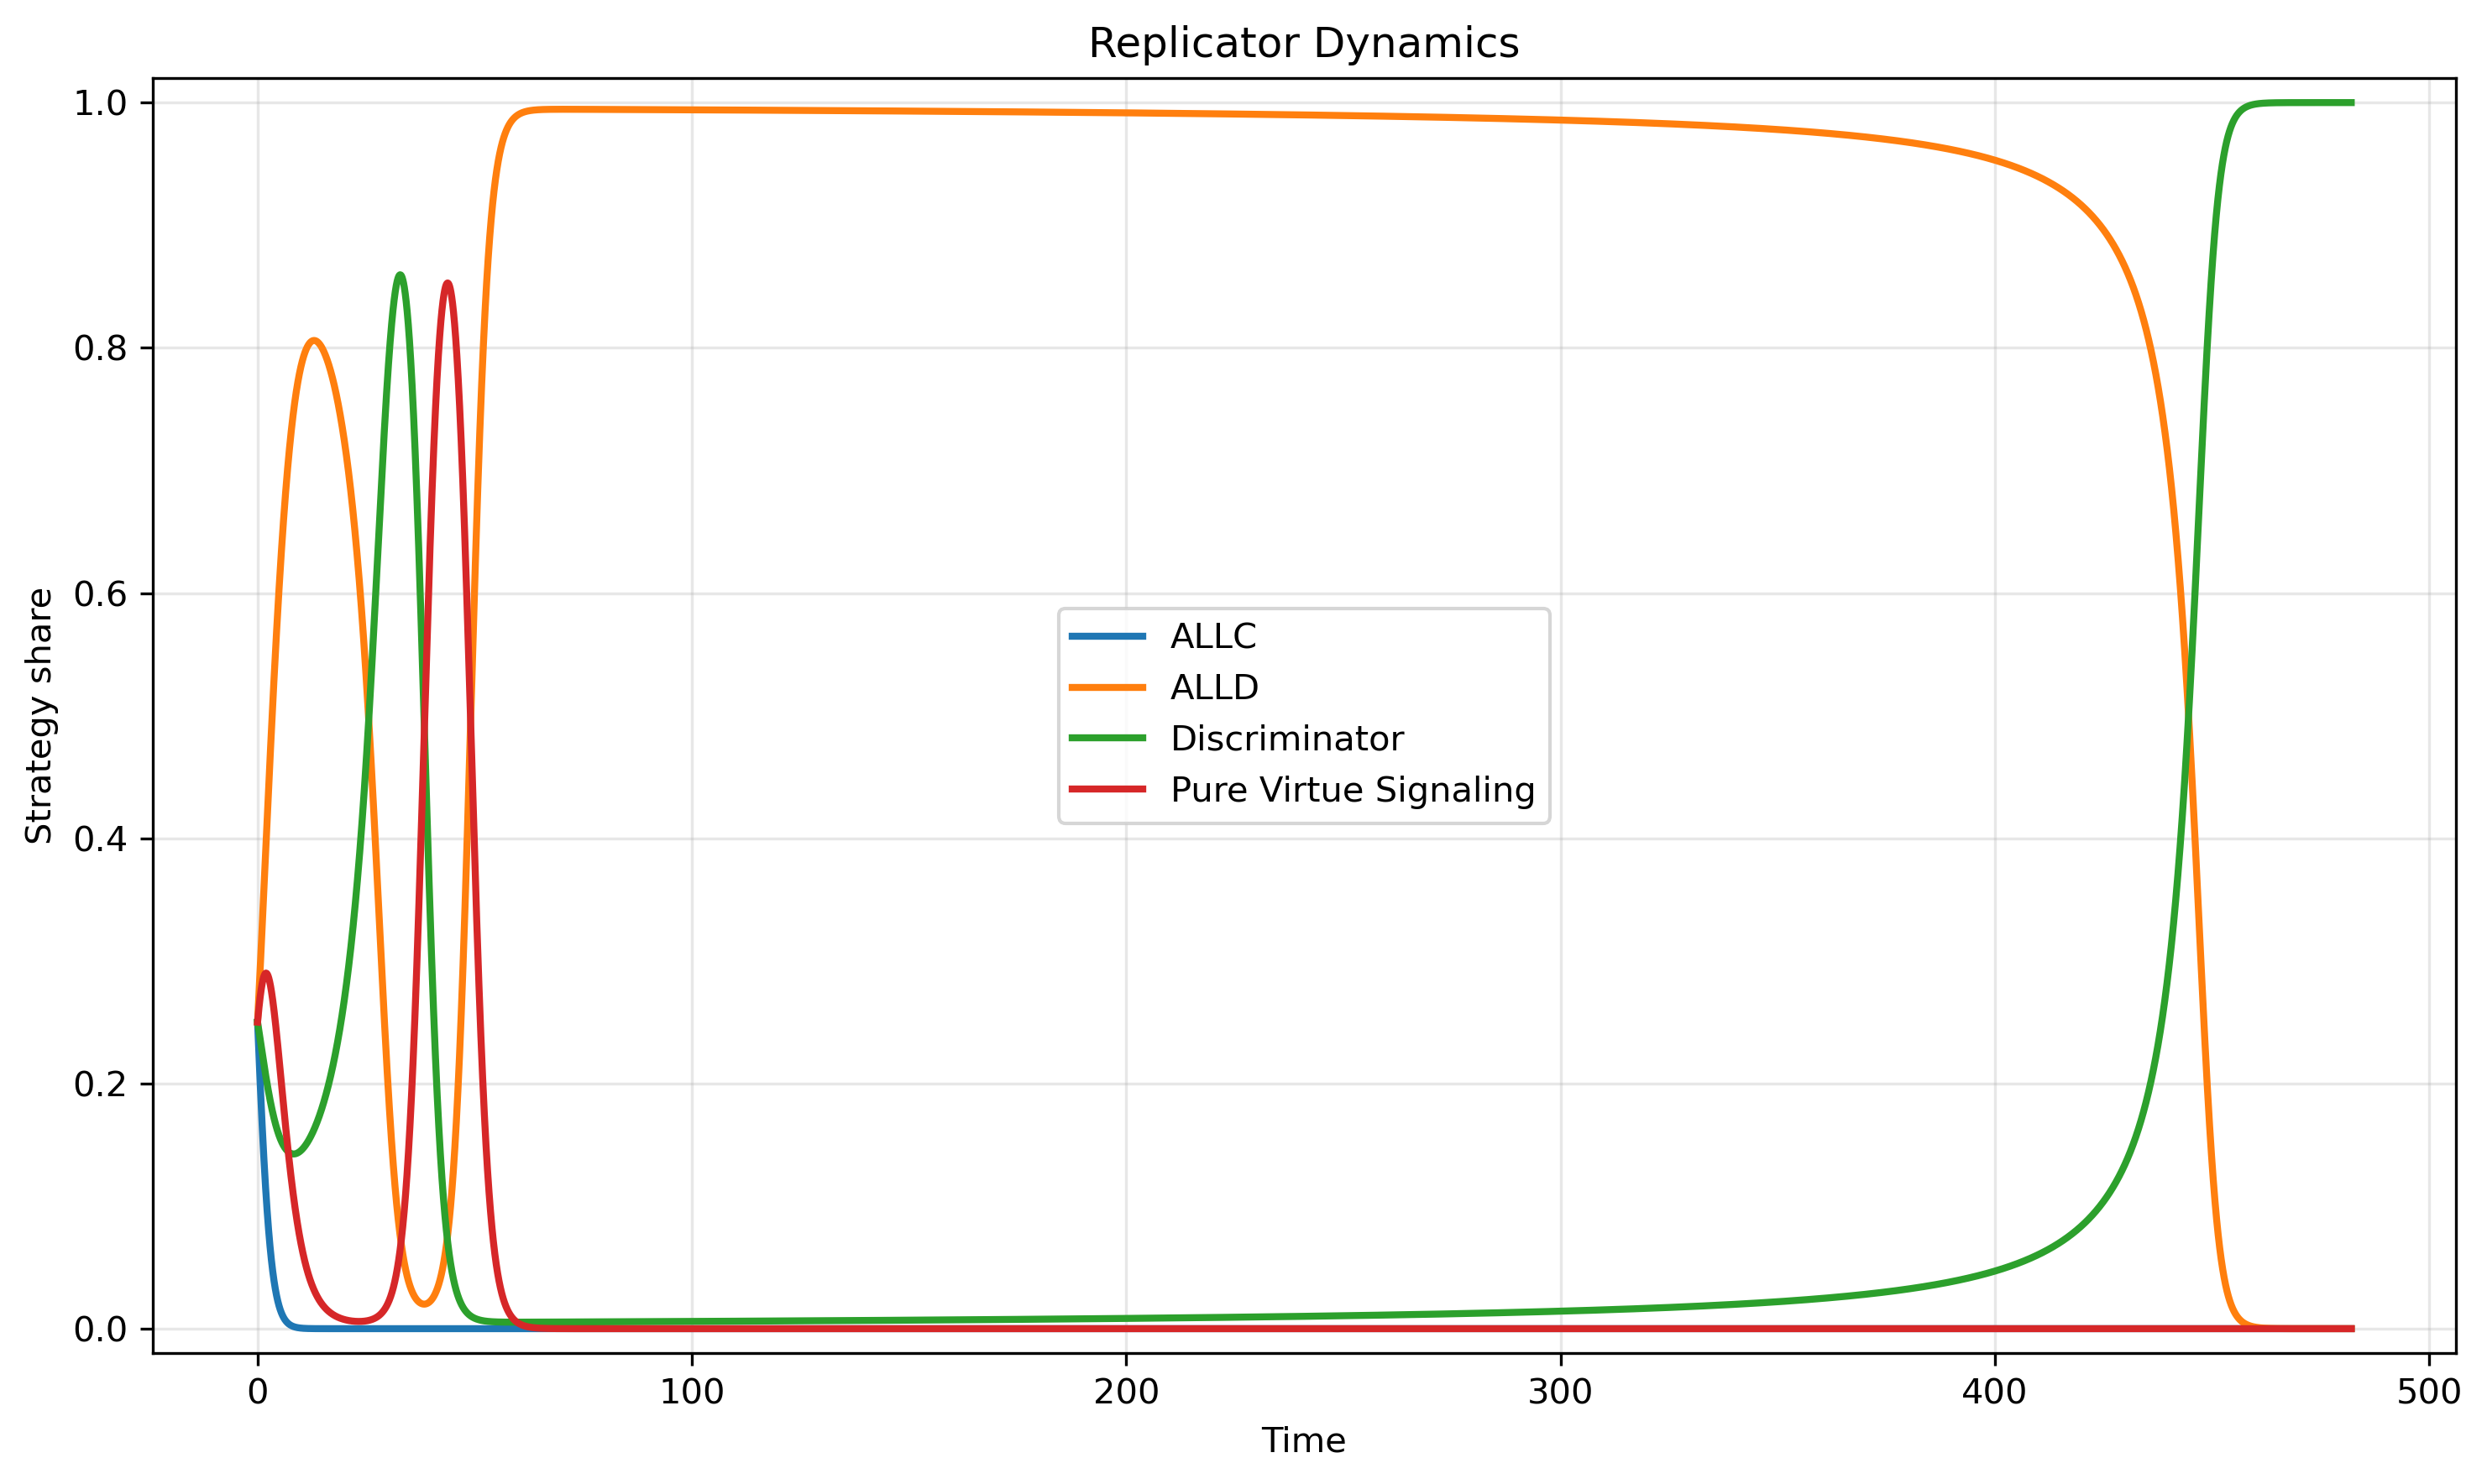 Replicator Dynamics
1.0
0.8
0.6
0.4
0.2
0.0
Strategy share
ALLC
ALLD
Discriminator
Pure Virtue Signaling
0 100 200 300 400 500
Time